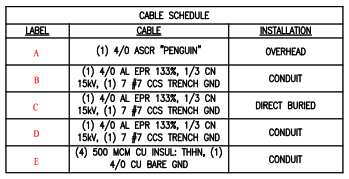 CABLE SCHEDULE
LABEL CABLE INSTALLATION
A (1) 4/0 ASCR "PENGUIN" OVERHEAD
B (1) 4/0 AL EPR 133%, 1/3 CN
15kV, (1) 7 #7 CCS TRENCH GND CONDUIT
C (1) 4/0 AL EPR 133%, 1/3 CN
15kV, (1) 7 #7 CCS TRENCH GND DIRECT BURIED
D (1) 4/0 AL EPR 133%, 1/3 CN
15kV, (1) 7 #7 CCS TRENCH GND CONDUIT
E (4) 500 MCM CU INSUL: THHN, (1)
4/0 CU BARE GND CONDUIT